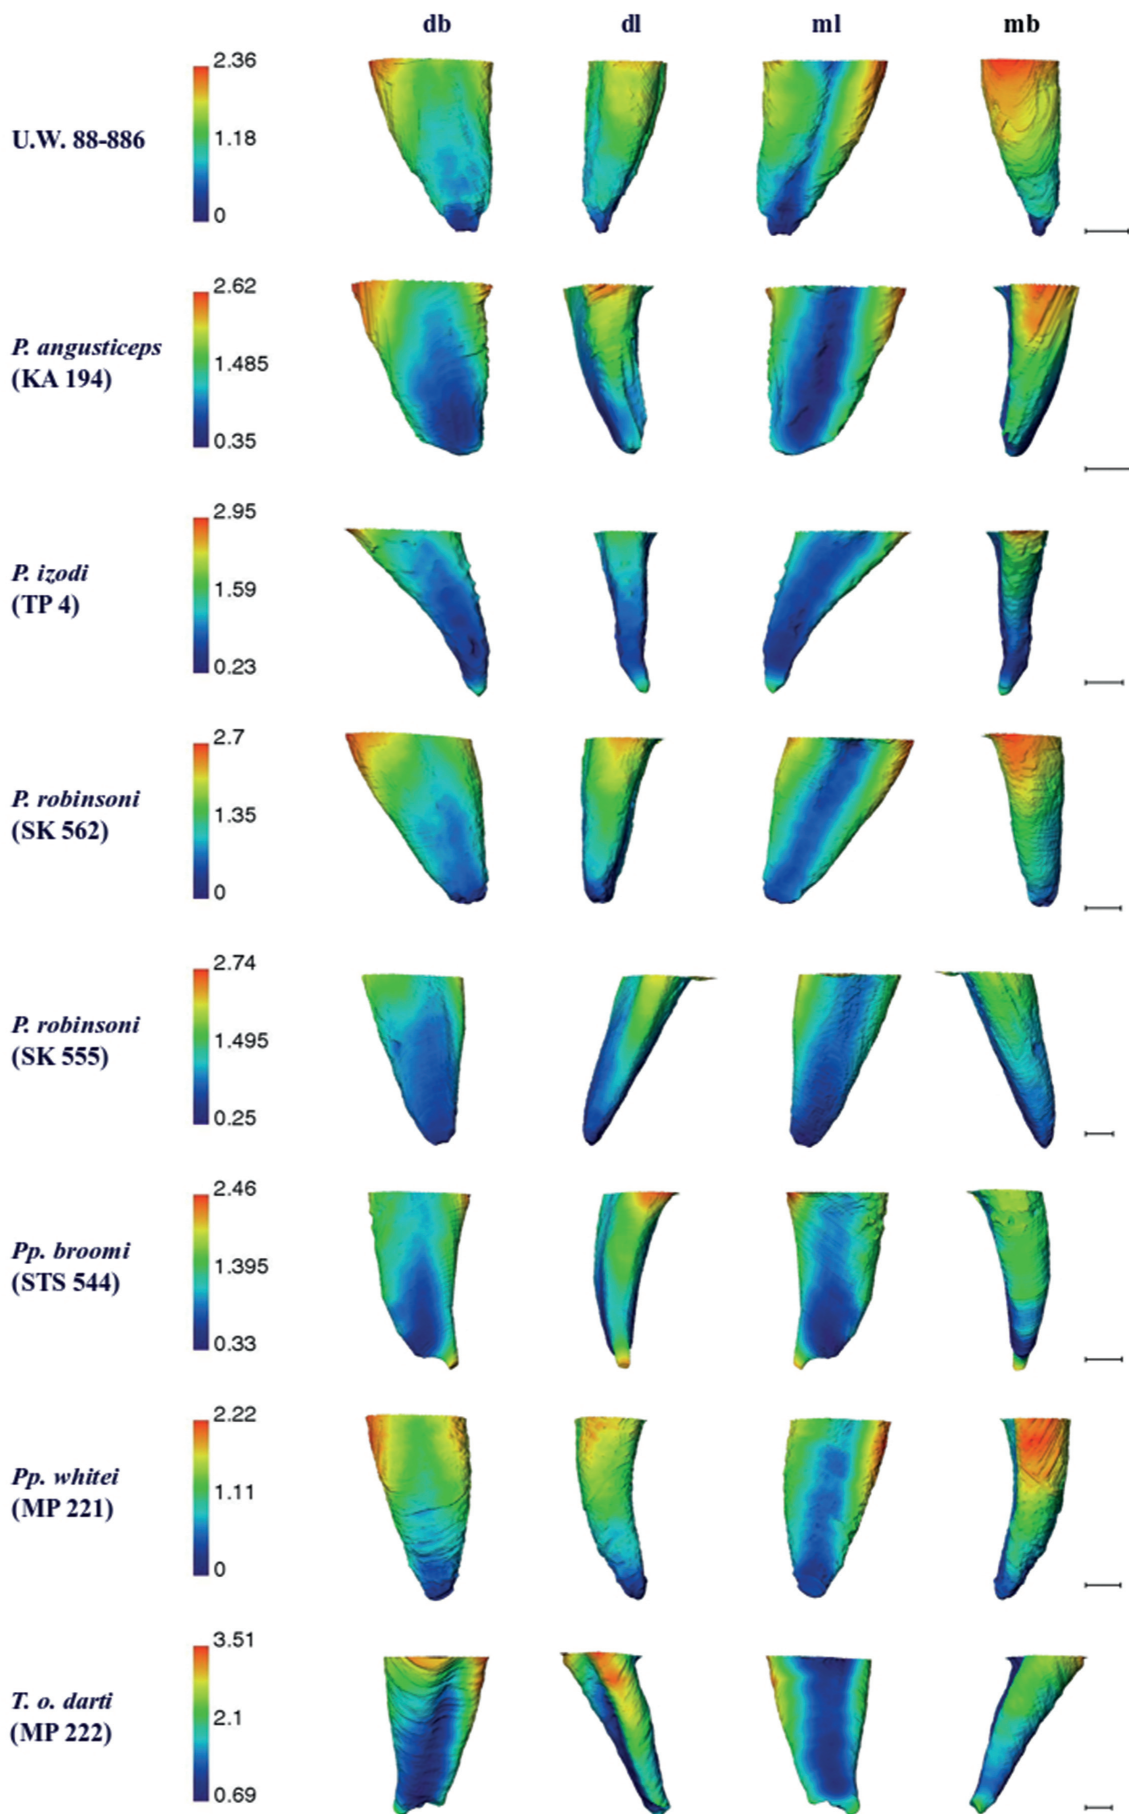 db dl ml mb
2.36
U.W. 88-886
1.18
0
2.62
P. angusticeps
1.485
(KA 194)
0.35
2.95
P. izodi
1.59
(TP 4)
0.23
2.7
P. robinsoni
1.35
(SK 562)
0
2.74
P. robinsoni
1.495
(SK 555)
0.25
2.46
Pp. broomi
1.395
(STS 544)
0.33
2.22
Pp. whitei
1.11
(MP 221)
0
3.51
T. o. darti
2.1
(MP 222)
0.69